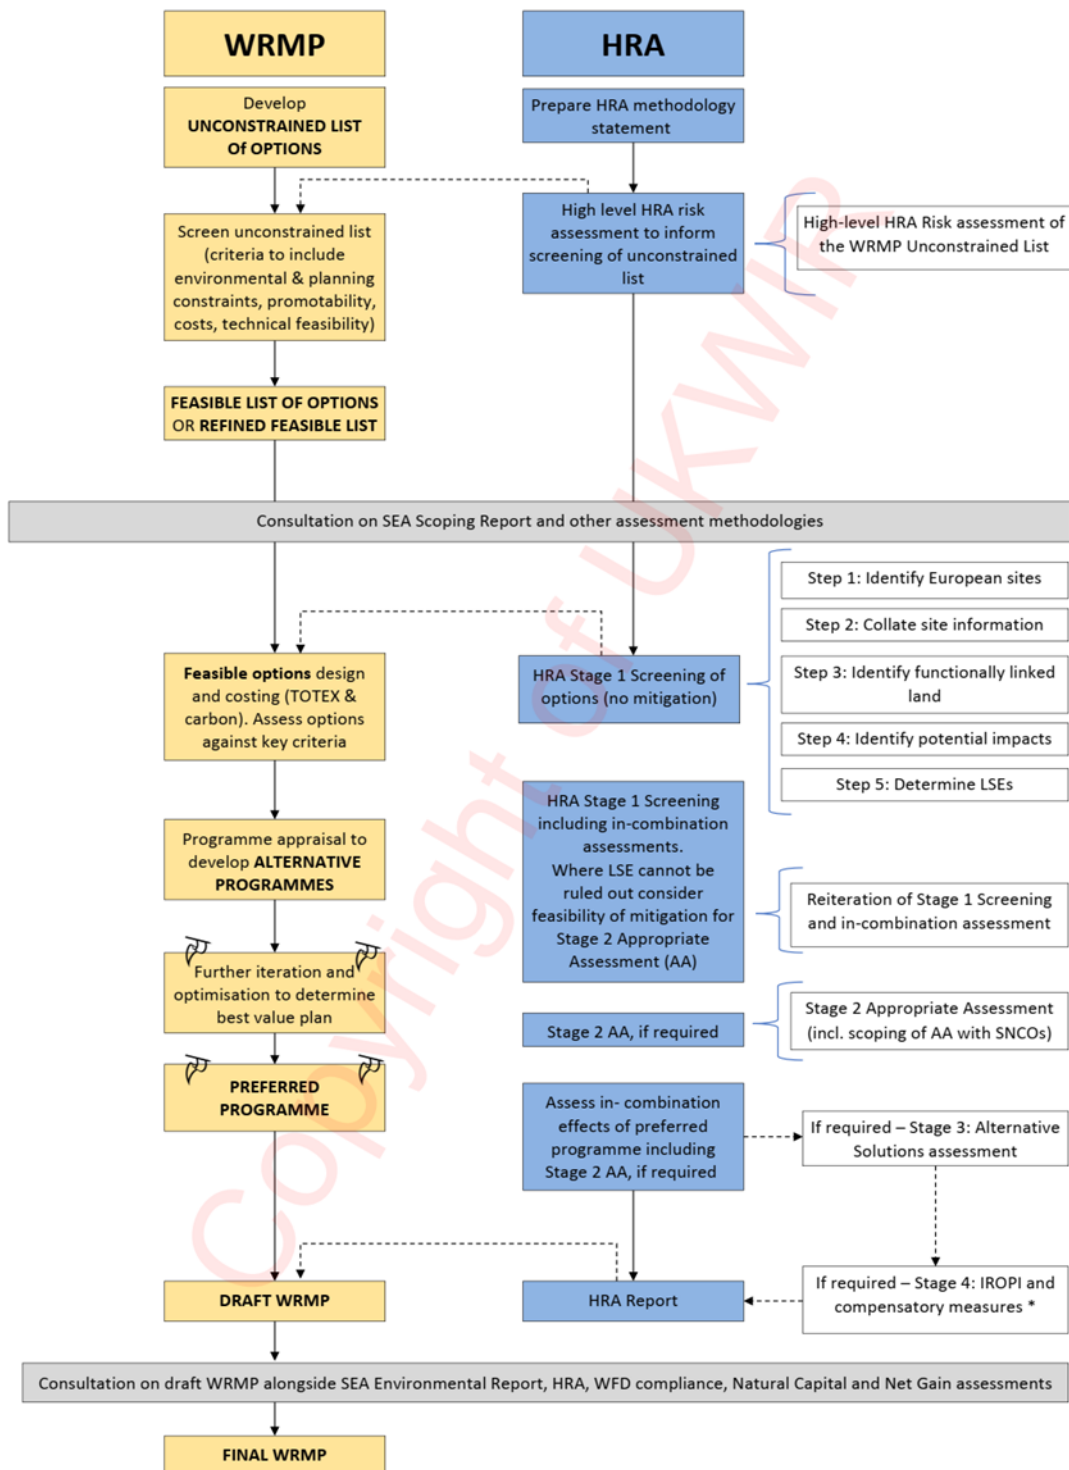 WRMP
HRA
Develop
UNCONSTRAINED LIST
Of OPTIONS
Prepare HRA methodology
statement
High level HRA risk
assessment to inform
screening of unconstrained
list
High-level HRA Risk assessment of
the WRMP Unconstrained List
Screen unconstrained list
(criteria to include
environmental & planning
constraints, promotability,
costs, technical feasibility)
FEASIBLE LIST OF OPTIONS
OR REFINED FEASIBLE LIST
Consultation on SEA Scoping Report and other assessment methodologies
Step 1: Identify European sites
Step 2: Collate site information
Step 3: Identify functionally linked
land
Step 4: Identify potential impacts
Step 5: Determine LSEs
Feasible options design
and costing (TOTEX &
carbon). Assess options
against key criteria
HRA Stage 1 Screening of
options (no mitigation)
Programme appraisal to
develop ALTERNATIVE
PROGRAMMES
HRA Stage 1 Screening
including in-combination
assessments.
Where LSE cannot be
ruled out consider
feasibility of mitigation for
Stage 2 Appropriate
Assessment (AA)
Reiteration of Stage 1 Screening
and in-combination assessment
Further iteration and
optimisation to determine
best value plan
Stage 2 AA, if required
Stage 2 Appropriate Assessment
(incl. scoping of AA with SNCOs)
PREFERRED
PROGRAMME
Assess in- combination
effects of preferred
programme including
Stage 2 AA, if required
If required – Stage 3: Alternative
Solutions assessment
If required – Stage 4: IROPI and
compensatory measures *
DRAFT WRMP
HRA Report
Consultation on draft WRMP alongside SEA Environmental Report, HRA, WFD compliance, Natural Capital and Net Gain assessments
FINAL WRMP
Copyright of UKWIR